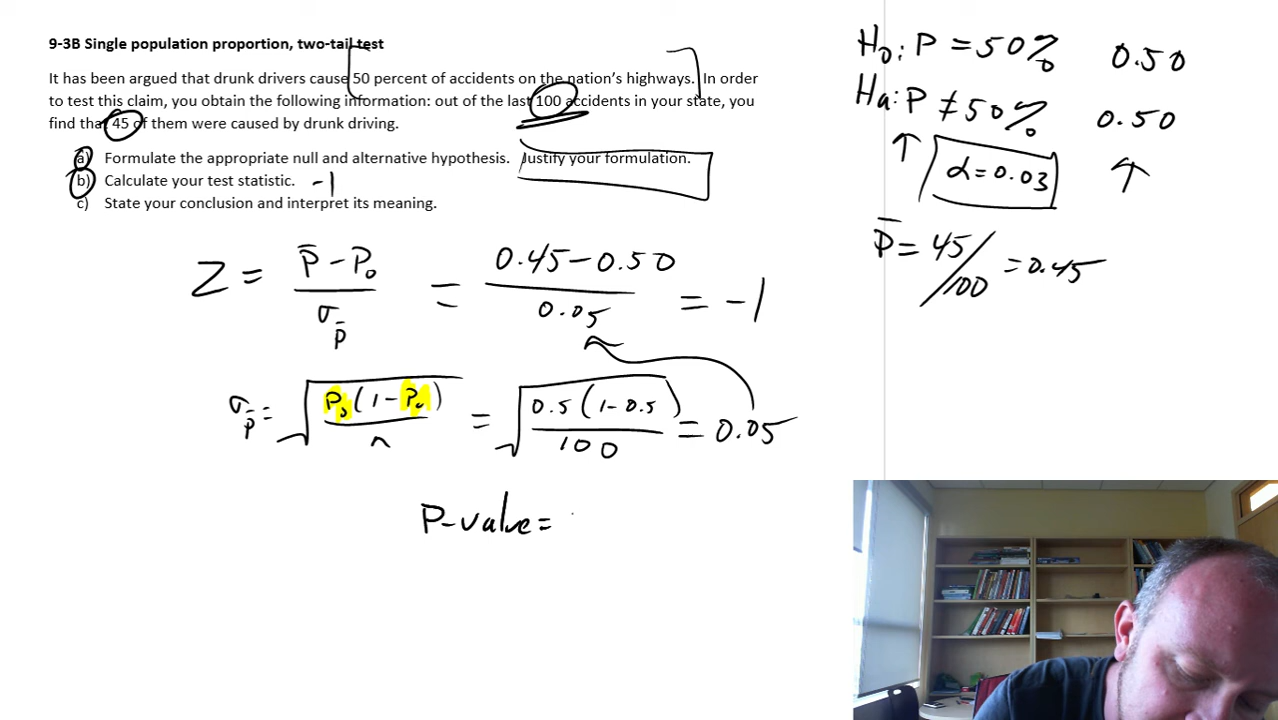 9-3B Single population proportion, two-tail test
It has been argued that drunk drivers cause 50 percent of accidents on the nation's highways. In order
to test this claim, you obtain the following information: out of the last 100 accidents in your state, you
find that 45 of them were caused by drunk driving.
a) Formulate the appropriate null and alternative hypothesis. Justify your formulation.
b) Calculate your test statistic. -1
c) State your conclusion and interpret its meaning.
H₀: P = 50% 0.50
Ha: P ≠ 50% 0.50
α = 0.03
p̄ = 45/100 = 0.45
Z = (p̄ - P₀) / σp̄ = (0.45 - 0.50) / 0.05 = -1
σp̄ = √(P₀(1 - P₀) / n) = √(0.5(1 - 0.5) / 100) = 0.05
P-value =